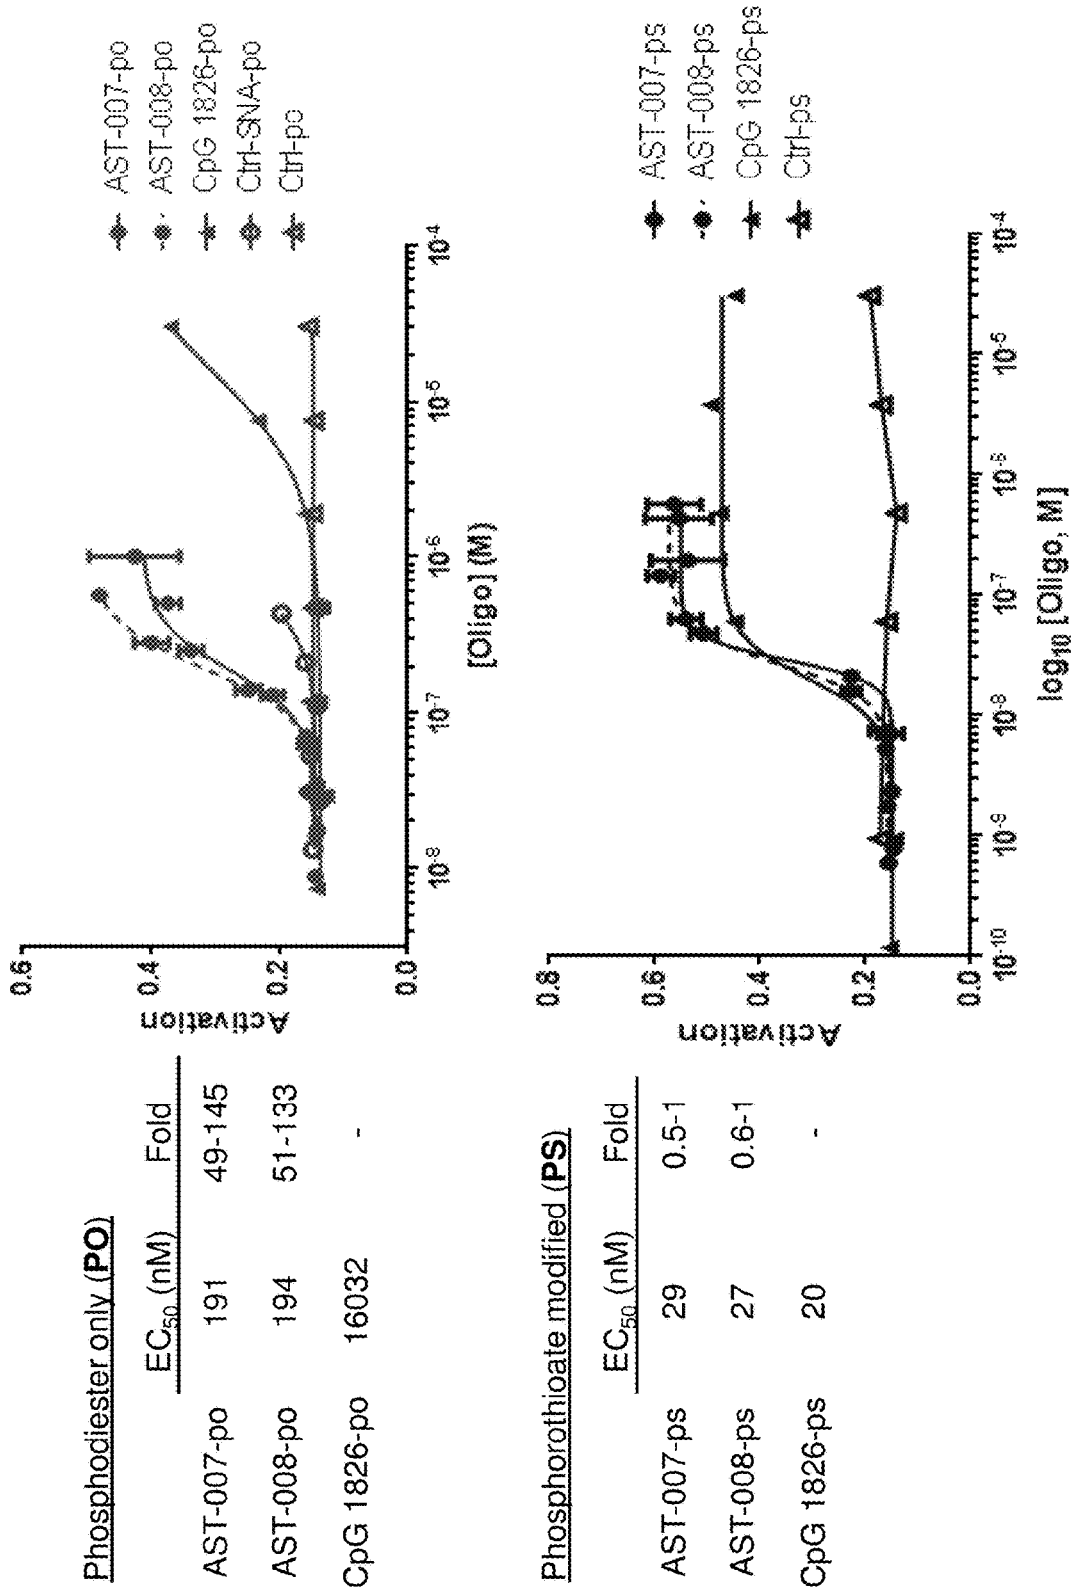 Phosphodiester only (PO)
EC50 (nM) Fold
AST-007-po 191 49-145
AST-008-po 194 51-133
CpG 1826-po 16032 -
Activation
0.6
0.4
0.2
0.0
10-8
10-7
10-6
10-5
10-4
[Oligo] (M)
AST-007-po
AST-008-po
CpG 1826-po
Ctrl-SNA-po
Ctrl-po
Phosphorothioate modified (PS)
EC50 (nM) Fold
AST-007-ps 29 0.5-1
AST-008-ps 27 0.6-1
CpG 1826-ps 20 -
Activation
0.8
0.6
0.4
0.2
0.0
10-10
10-9
10-8
10-7
10-6
10-5
10-4
log10 [Oligo, M]
AST-007-ps
AST-008-ps
CpG 1826-ps
Ctrl-ps